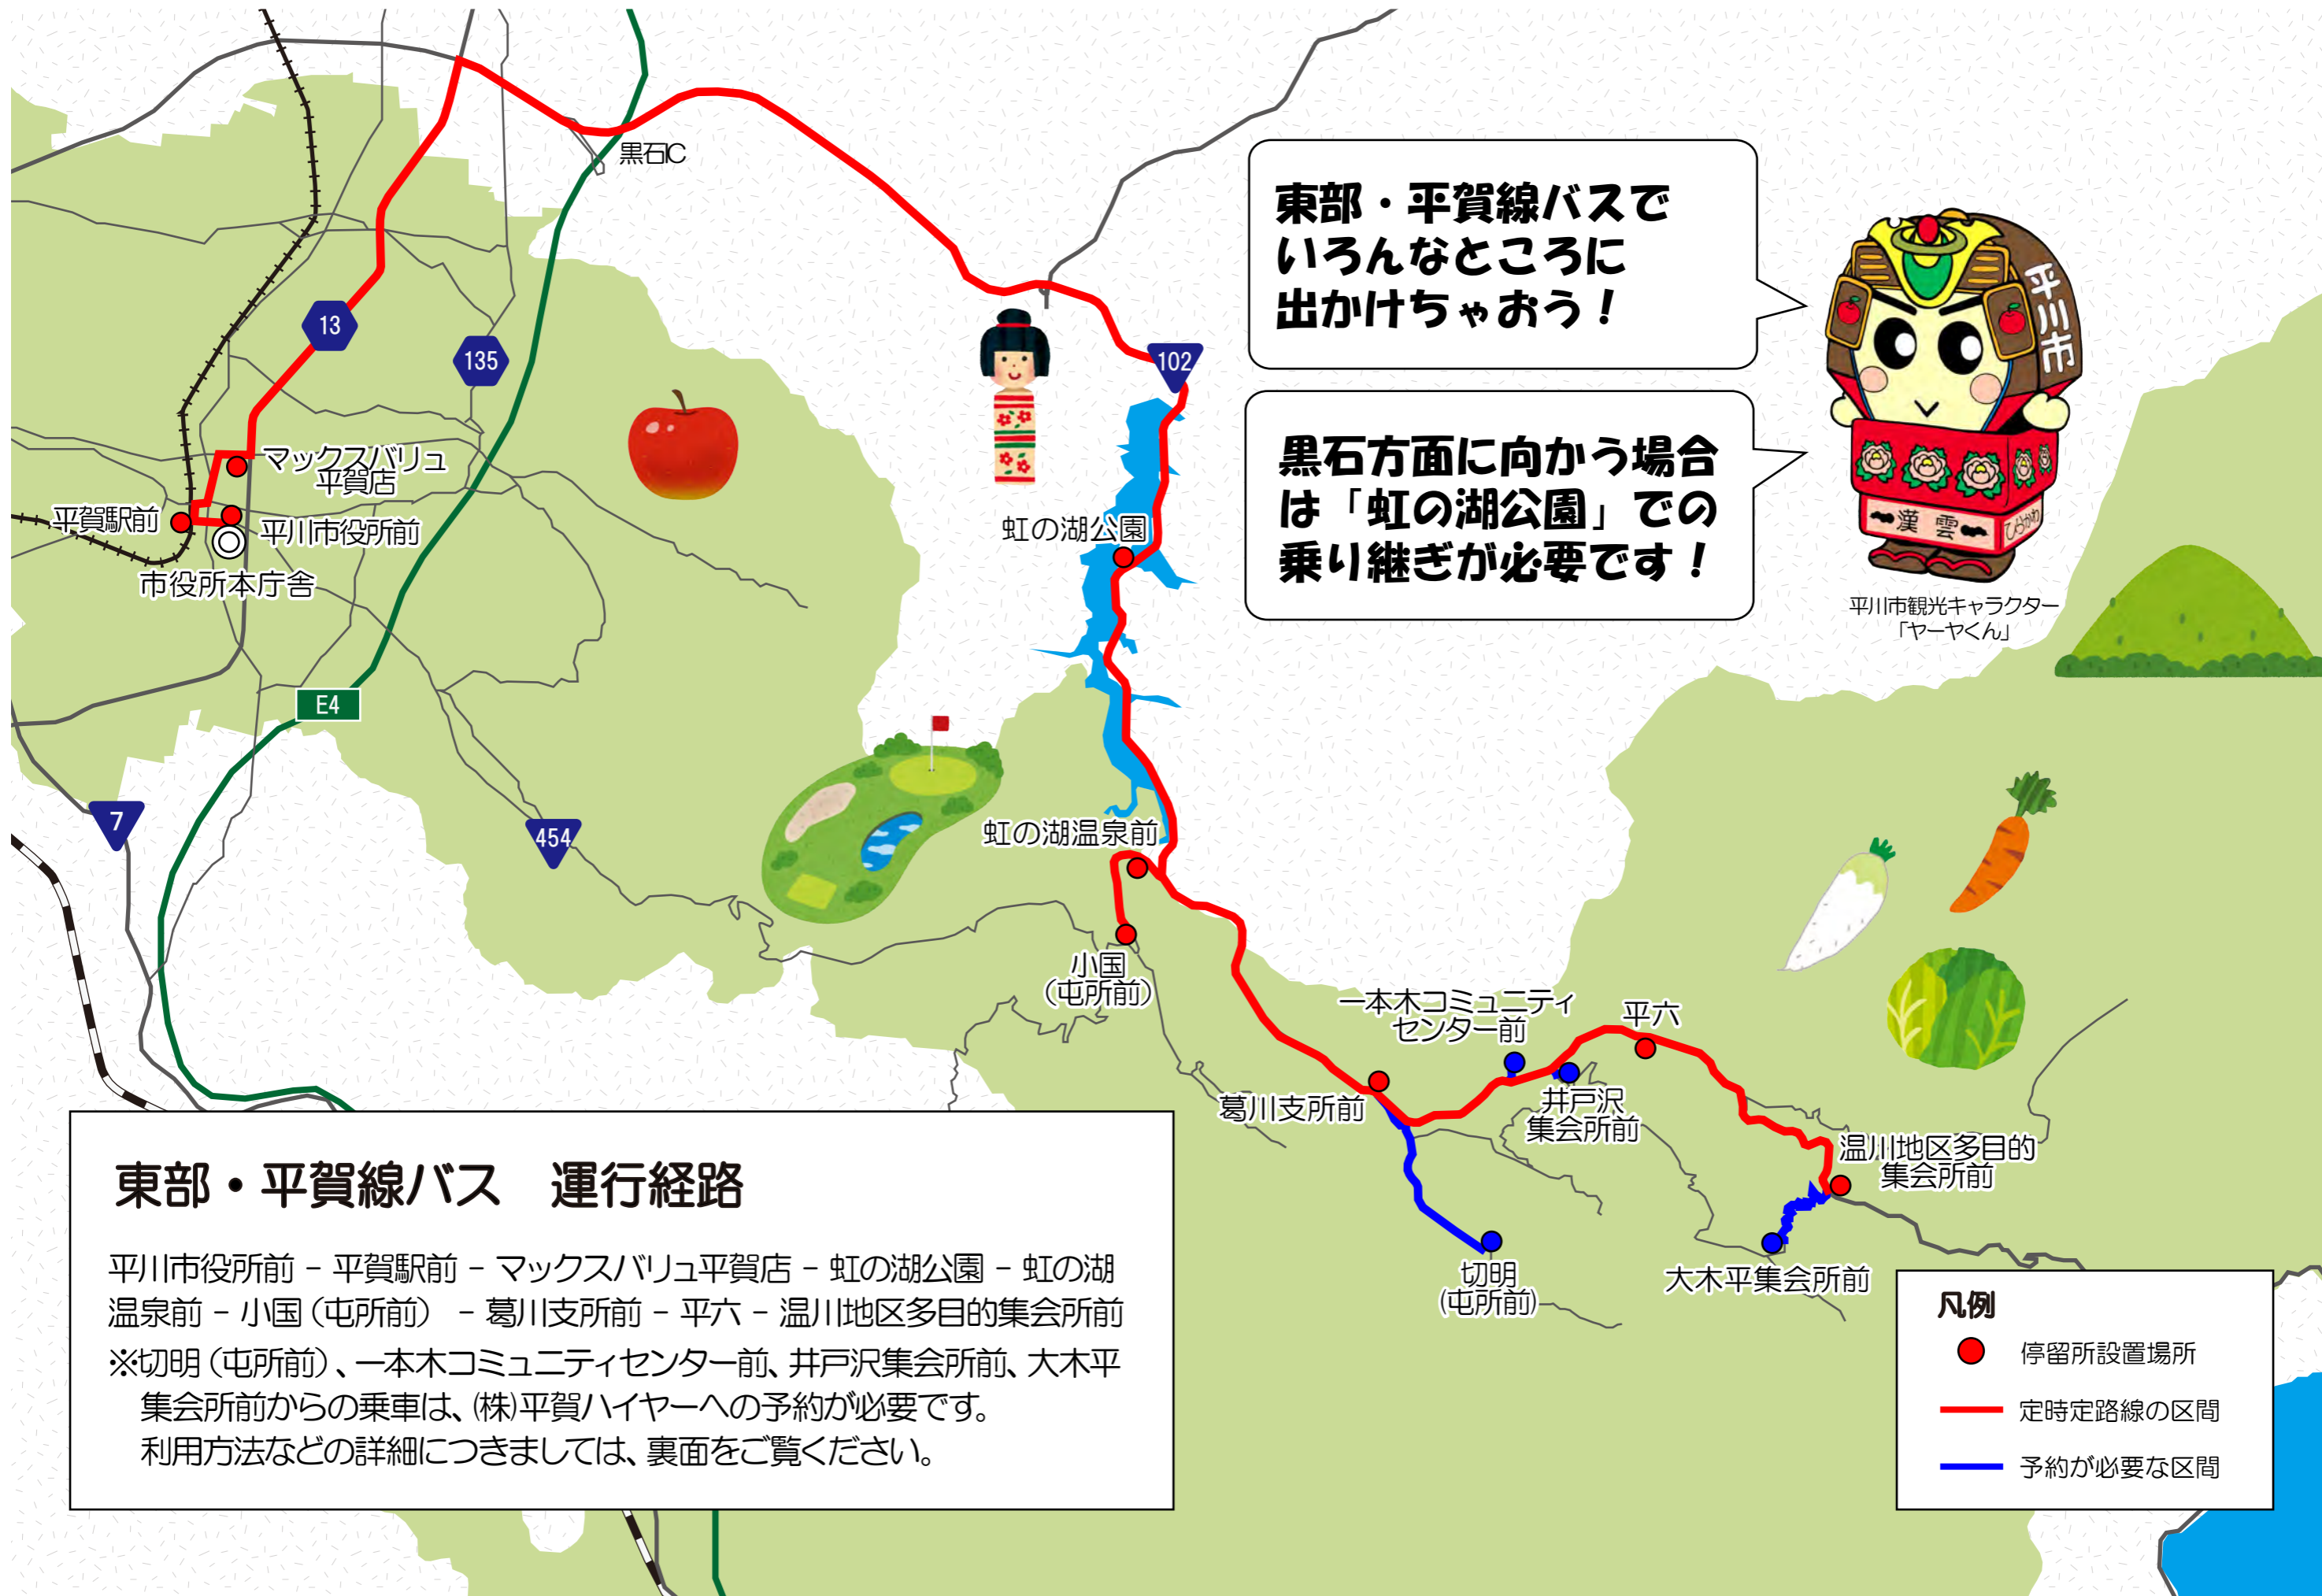 黒石IC
東部・平賀線バスで
いろんなところに
出かけちゃおう！
平川市
13
135
102
黒石方面に向かう場合
は「虹の湖公園」での
乗り継ぎが必要です！
漢雲
ひらかわ
平川市観光キャラクター
「ヤーヤくん」
マックスバリュ
平賀店
平賀駅前
平川市役所前
市役所本庁舎
虹の湖公園
E4
7
454
虹の湖温泉前
小国
（屯所前）
一本木コミュニティ
センター前
平六
葛川支所前
井戸沢
集会所前
温川地区多目的
集会所前
切明
(屯所前)
大木平集会所前
東部・平賀線バス　運行経路
平川市役所前 − 平賀駅前 − マックスバリュ平賀店 − 虹の湖公園 − 虹の湖
温泉前 − 小国（屯所前） − 葛川支所前 − 平六 − 温川地区多目的集会所前
※切明（屯所前）、一本木コミュニティセンター前、井戸沢集会所前、大木平
集会所前からの乗車は、(株)平賀ハイヤーへの予約が必要です。
利用方法などの詳細につきましては、裏面をご覧ください。
凡例
停留所設置場所
定時定路線の区間
予約が必要な区間